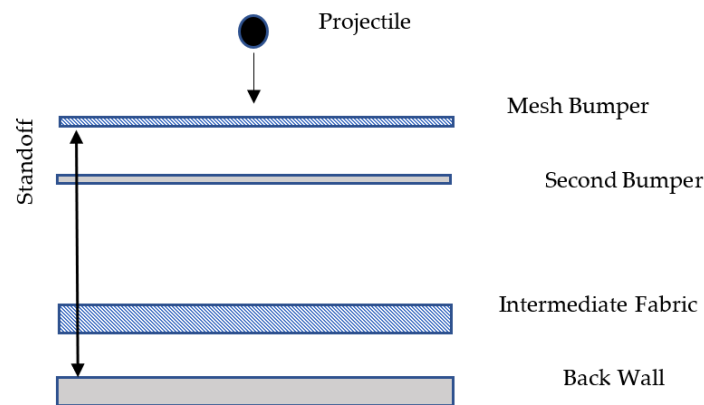 Projectile
Mesh Bumper
Standoff
Second Bumper
Intermediate Fabric
Back Wall